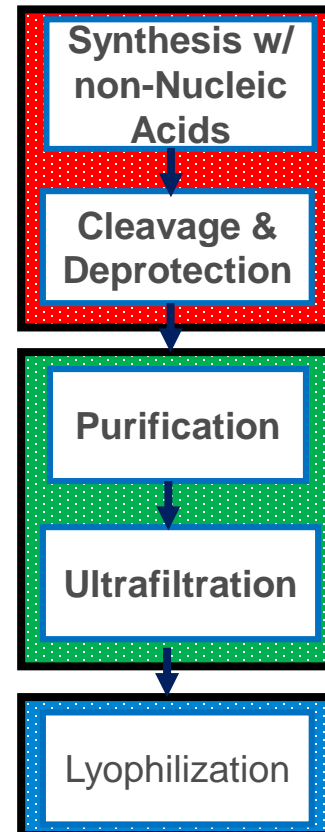 Synthesis w/
non-Nucleic
Acids
Cleavage &
Deprotection
Purification
Ultrafiltration
Lyophilization